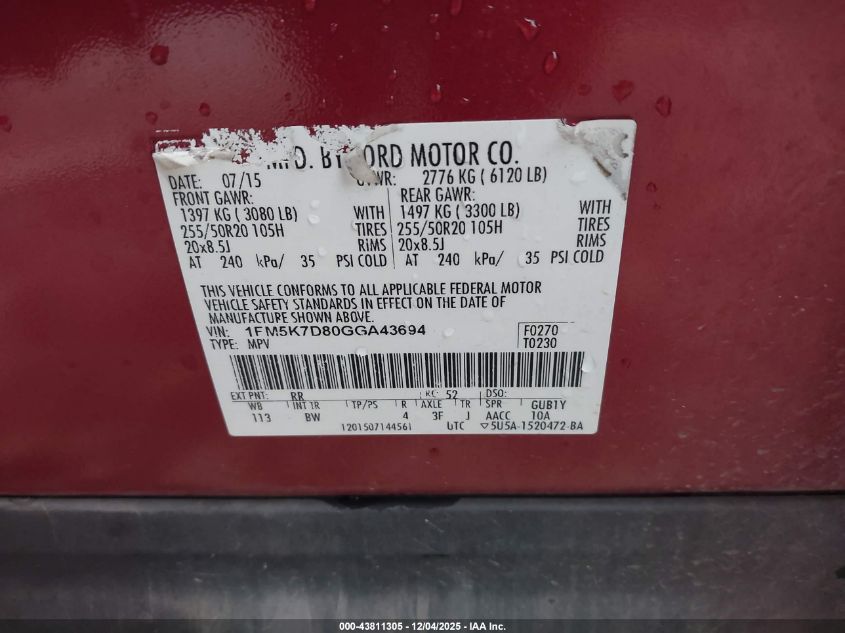 MFD. BY FORD MOTOR CO.
DATE: 07/15 GVWR: 2776 KG ( 6120 LB)
FRONT GAWR: REAR GAWR:
1397 KG ( 3080 LB) WITH 1497 KG ( 3300 LB) WITH
255/50R20 105H TIRES 255/50R20 105H TIRES
20x8.5J RIMS 20x8.5J RIMS
AT 240 kPa/ 35 PSI COLD AT 240 kPa/ 35 PSI COLD
THIS VEHICLE CONFORMS TO ALL APPLICABLE FEDERAL MOTOR
VEHICLE SAFETY STANDARDS IN EFFECT ON THE DATE OF
MANUFACTURE SHOWN ABOVE.
VIN: 1FM5K7D80GGA43694 F0270
TYPE: MPV T0230
EXT PNT: RR RC: 52 DSO:
WB INT TR TP/PS R AXLE TR SPR GUB1Y
113 BW 4 3F J AACC 10A
120150714456 UTC ▽5U5A-1520472-BA
000-43811305 - 12/04/2025 - IAA Inc.